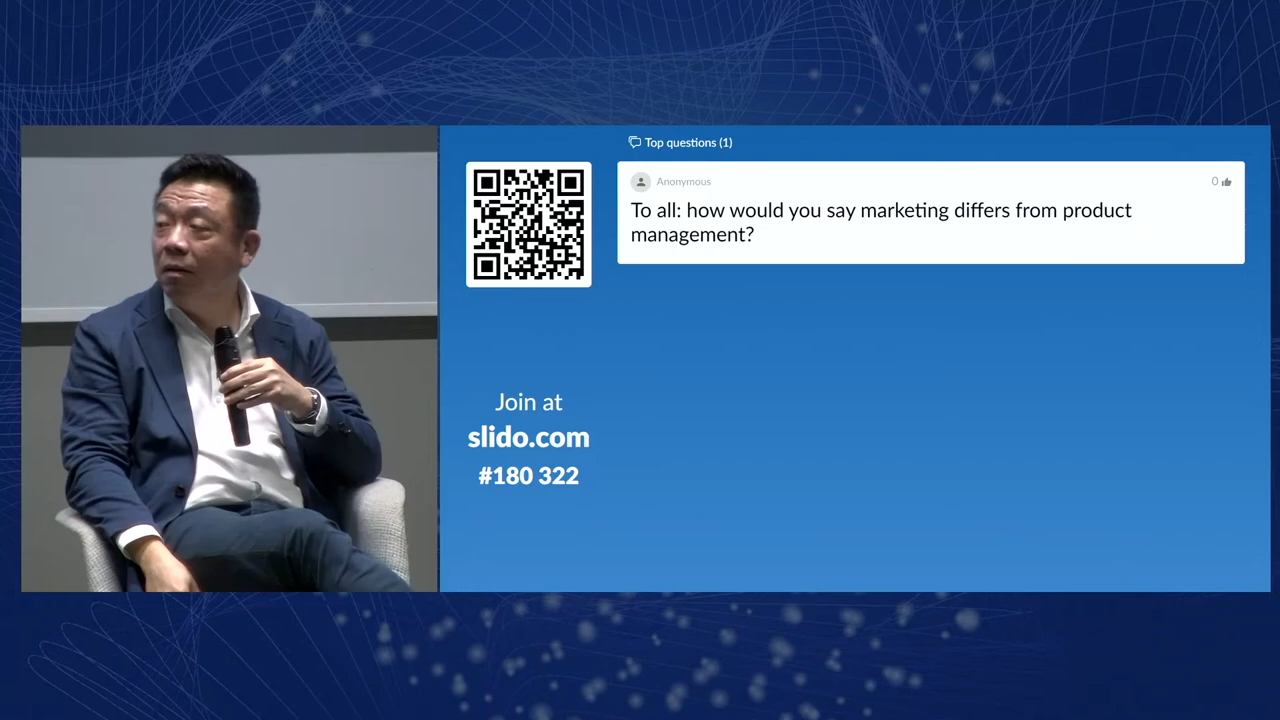 Top questions (1)
Anonymous
0
To all: how would you say marketing differs from product
management?
Join at
slido.com
#180 322